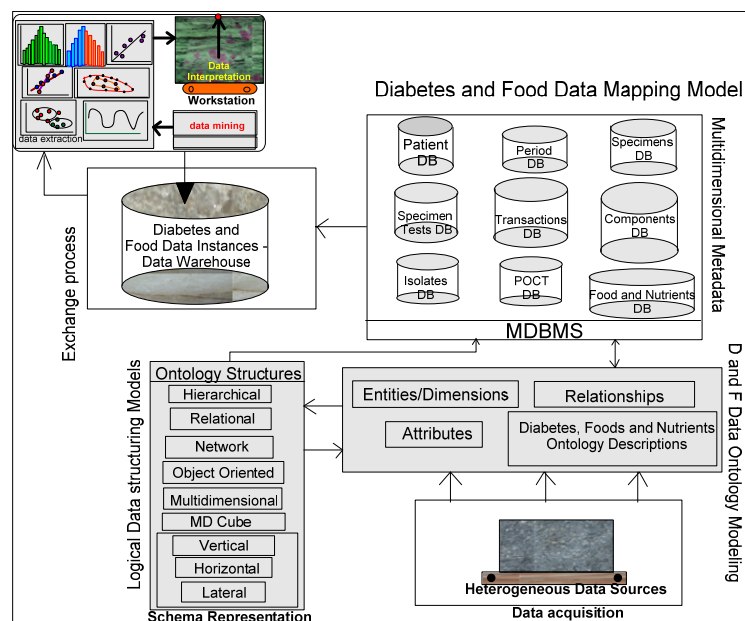 Diabetes and Food Data Mapping Model
Data
Interpretation
Workstation
data mining
data extraction
Exchange process
Diabetes and
Food Data Instances -
Data Warehouse
Patient
DB
Period
DB
Specimens
DB
Specimen
Tests DB
Transactions
DB
Components
DB
Isolates
DB
POCT
DB
Food and Nutrients
DB
MDBMS
Multidimensional Metadata
Logical Data structuring Models
Ontology Structures
Hierarchical
Relational
Network
Object Oriented
Multidimensional
MD Cube
Vertical
Horizontal
Lateral
Schema Representation
Entities/Dimensions
Relationships
Attributes
Diabetes, Foods and Nutrients
Ontology Descriptions
D and F Data Ontology Modeling
Heterogeneous Data Sources
Data acquisition